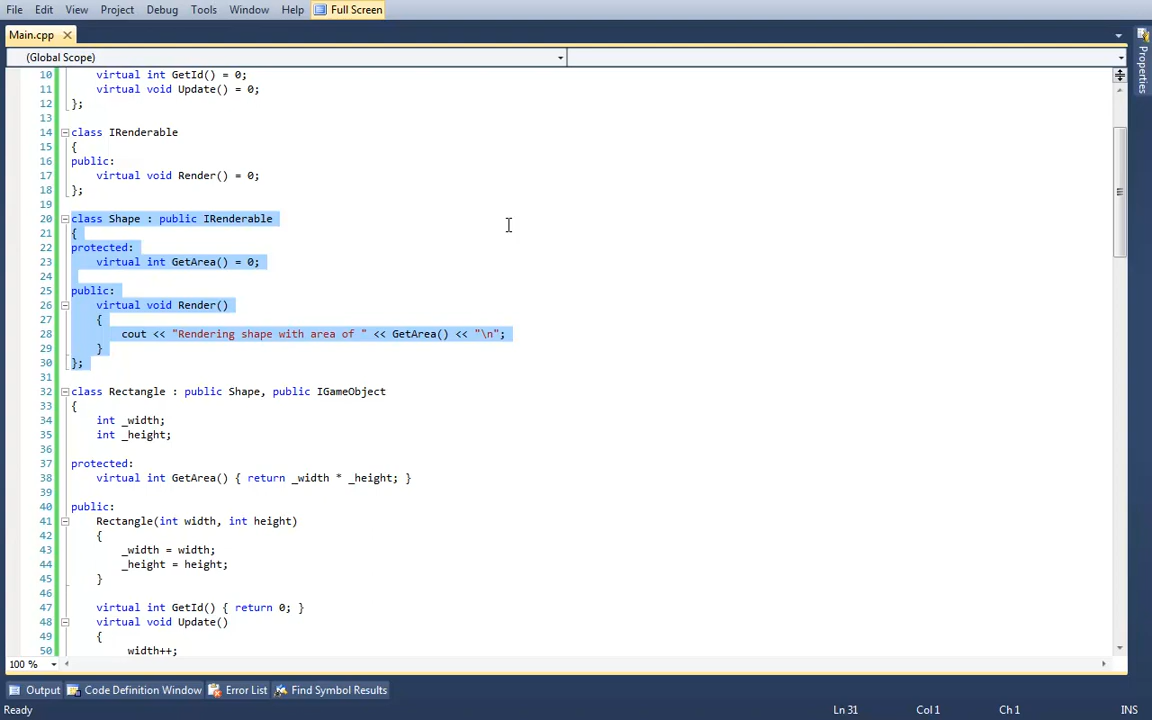 File Edit View Project Debug Tools Window Help Full Screen
Main.cpp
(Global Scope)
Properties
10 virtual int GetId() = 0;
11 virtual void Update() = 0;
12 };
13
14 class IRenderable
15 {
16 public:
17 virtual void Render() = 0;
18 };
19
20 class Shape : public IRenderable
21 {
22 protected:
23 virtual int GetArea() = 0;
24
25 public:
26 virtual void Render()
27 {
28 cout << "Rendering shape with area of " << GetArea() << "\n";
29 }
30 };
31
32 class Rectangle : public Shape, public IGameObject
33 {
34 int _width;
35 int _height;
36
37 protected:
38 virtual int GetArea() { return _width * _height; }
39
40 public:
41 Rectangle(int width, int height)
42 {
43 _width = width;
44 _height = height;
45 }
46
47 virtual int GetId() { return 0; }
48 virtual void Update()
49 {
50 width++;
100 %
Output Code Definition Window Error List Find Symbol Results
Ready Ln 31 Col 1 Ch 1 INS